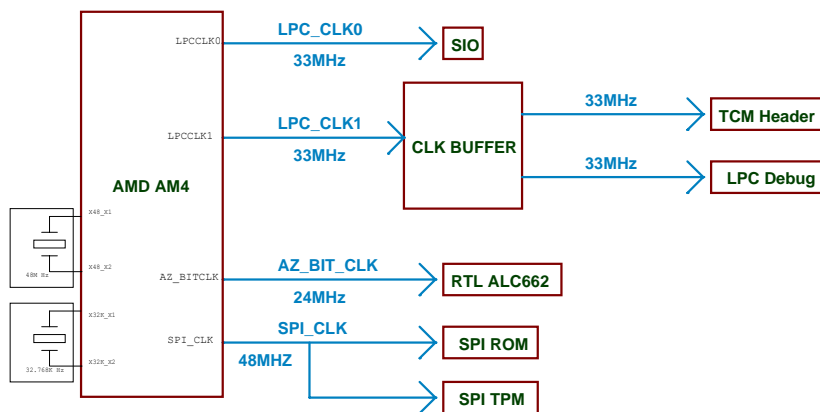 LPCCLK0
LPC_CLK0
33MHz
SIO
LPCCLK1
LPC_CLK1
33MHz
CLK BUFFER
33MHz
TCM Header
33MHz
LPC Debug
AMD AM4
X48_X1
X48_X2
48M Hz
AZ_BITCLK
AZ_BIT_CLK
24MHz
RTL ALC662
X32K_X1
X32K_X2
32.768K Hz
SPI_CLK
SPI_CLK
48MHZ
SPI ROM
SPI TPM